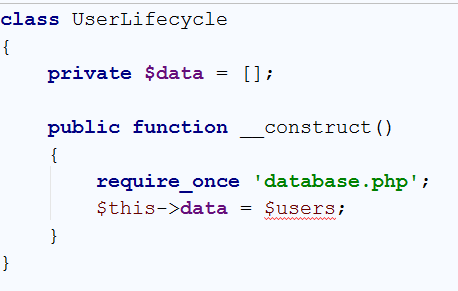 class UserLifecycle
{
    private $data = [];

    public function __construct()
    {
        require_once 'database.php';
        $this->data = $users;
    }
}